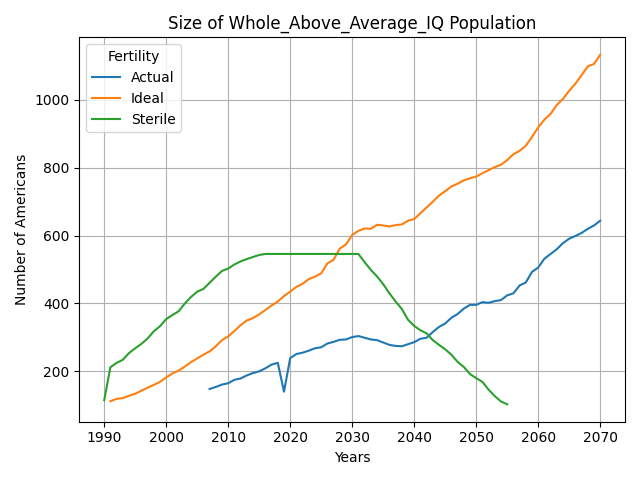 Size of Whole_Above_Average_IQ Population
Fertility
Actual
Ideal
Sterile
Number of Americans
1000
800
600
400
200
1990
2000
2010
2020
2030
2040
2050
2060
2070
Years